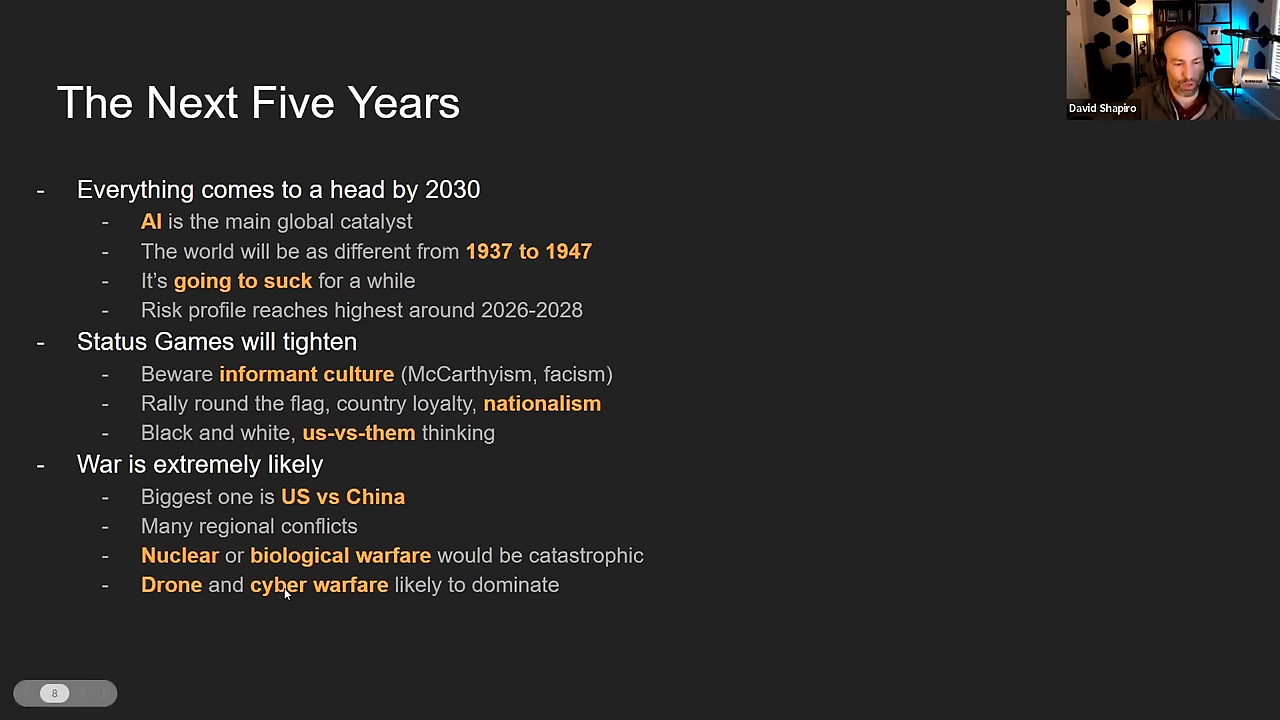 The Next Five Years
David Shapiro
- Everything comes to a head by 2030
- AI is the main global catalyst
- The world will be as different from 1937 to 1947
- It's going to suck for a while
- Risk profile reaches highest around 2026-2028
- Status Games will tighten
- Beware informant culture (McCarthyism, facism)
- Rally round the flag, country loyalty, nationalism
- Black and white, us-vs-them thinking
- War is extremely likely
- Biggest one is US vs China
- Many regional conflicts
- Nuclear or biological warfare would be catastrophic
- Drone and cyber warfare likely to dominate
8